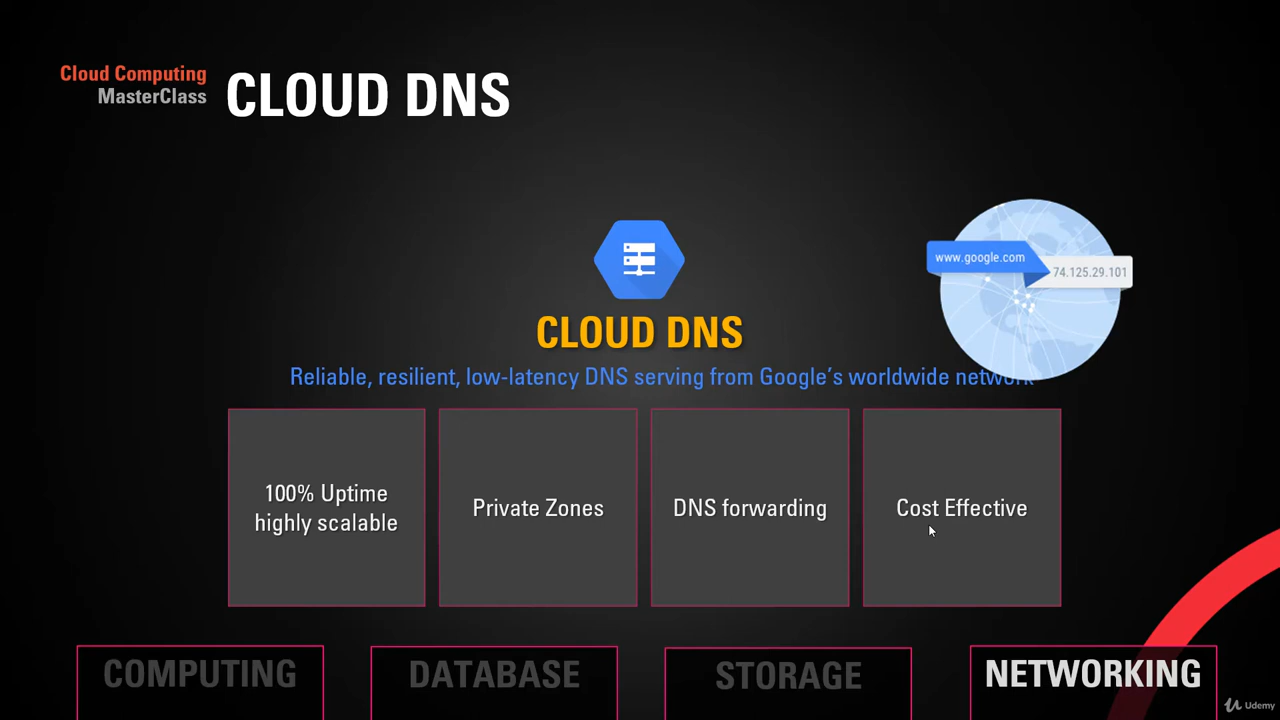 Cloud Computing
MasterClass
CLOUD DNS
www.google.com
74.125.29.101
CLOUD DNS
Reliable, resilient, low-latency DNS serving from Google’s worldwide network
100% Uptime
highly scalable
Private Zones
DNS forwarding
Cost Effective
COMPUTING
DATABASE
STORAGE
NETWORKING
Udemy